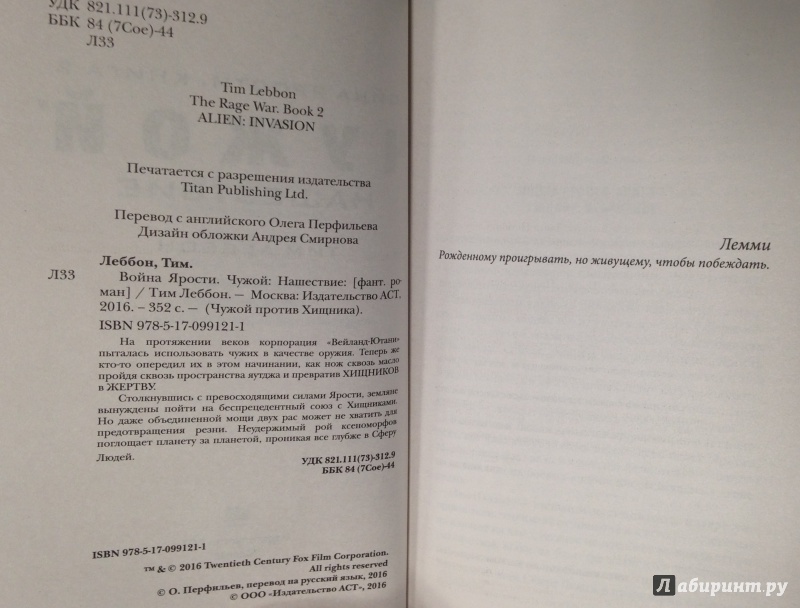 УДК 821.111(73)-312.9
ББК 84 (7Сое)-44
Л33
Tim Lebbon
The Rage War. Book 2
ALIEN: INVASION
Печатается с разрешения издательства
Titan Publishing Ltd.
Перевод с английского Олега Перфильева
Дизайн обложки Андрея Смирнова
Леббон, Тим.
Л33 Война Ярости. Чужой: Нашествие: [фант. ро-
ман] / Тим Леббон. — Москва: Издательство АСТ.
2016. – 352 с. — (Чужой против Хищника).
ISBN 978-5-17-099121-1
На протяжении веков корпорация «Вейланд-Ютани»
пыталась использовать чужих в качестве оружия. Теперь же
кто-то опередил их в этом начинании, как нож сквозь масло
пройдя сквозь пространства яутджа и превратив ХИЩНИКОВ
в ЖЕРТВУ.
Столкнувшись с превосходящими силами Ярости, земляне
вынуждены пойти на беспрецедентный союз с Хищниками.
Но даже объединенной мощи двух рас может не хватить для
предотвращения резни. Неудержимый рой ксеноморфов
поглощает планету за планетой, проникая все глубже в Сферу
Людей.
УДК 821.111(73)-312.9
ББК 84 (7Сое)-44
ISBN 978-5-17-099121-1
™ & © 2016 Twentieth Century Fox Film Corporation.
All rights reserved
© О. Перфильев, перевод на русский язык, 2016
© ООО «Издательство АСТ», 2016
Лемми
Рожденному проигрывать, но живущему, чтобы побеждать.
Лабиринт.ру